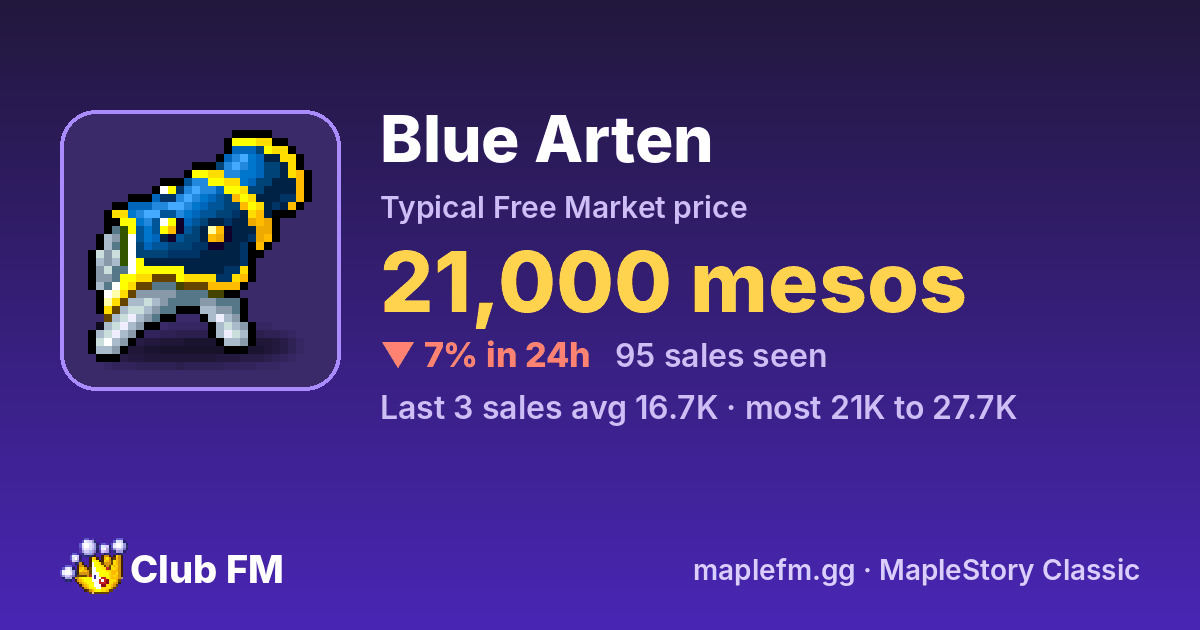 Blue Arten
Typical Free Market price
21,000 mesos
▼ 7% in 24h 95 sales seen
Last 3 sales avg 16.7K · most 21K to 27.7K
Club FM
maplefm.gg · MapleStory Classic